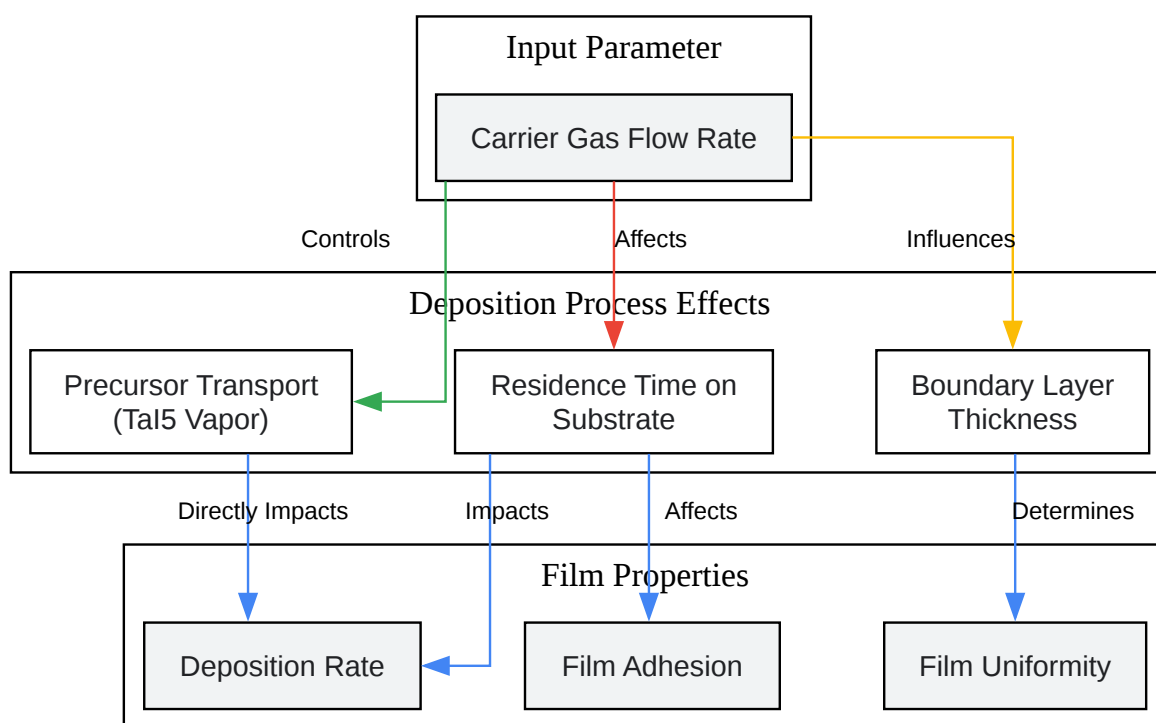 Input Parameter
Carrier Gas Flow Rate
Controls
Affects
Influences
Deposition Process Effects
Precursor Transport
(TaI5 Vapor)
Residence Time on
Substrate
Boundary Layer
Thickness
Directly Impacts
Impacts
Affects
Determines
Film Properties
Deposition Rate
Film Adhesion
Film Uniformity